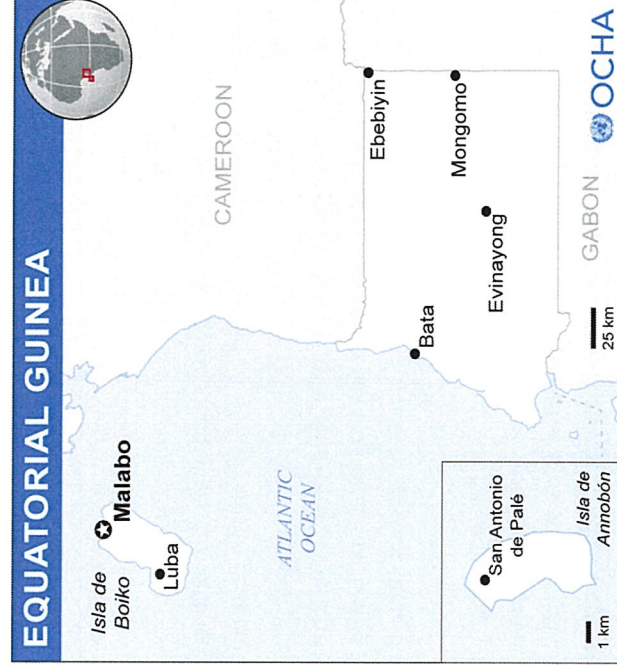 EQUATORIAL GUINEA
Isla de
Boiko
Malabo
Luba
CAMEROON
ATLANTIC
OCEAN
Ebebiyin
Bata
Mongomo
Evinayong
San Antonio
de Palé
Isla de
Annobón
1 km
25 km
GABON
OCHA